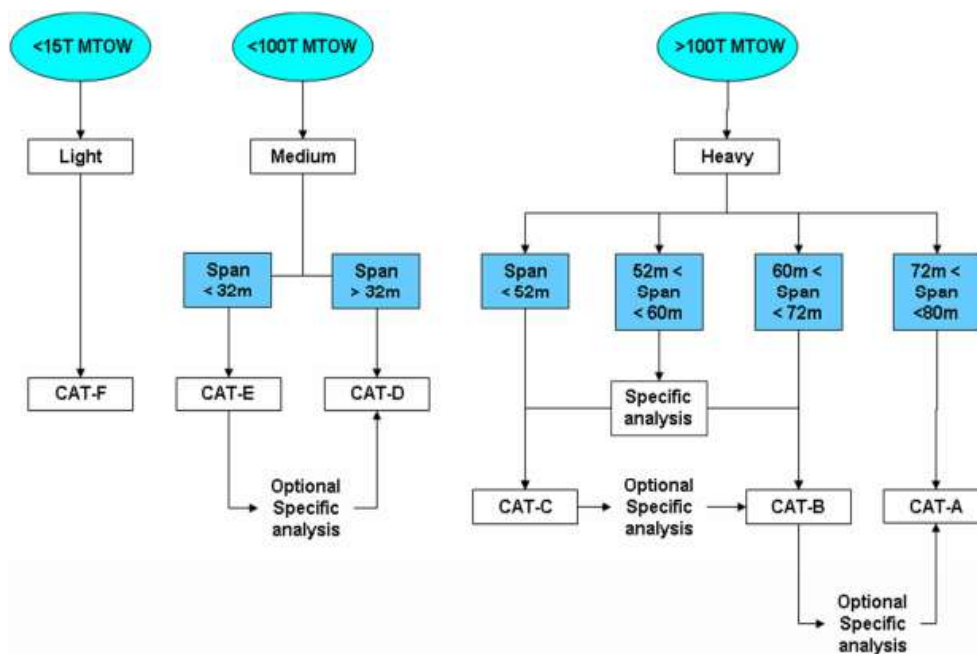 <15T MTOW
<100T MTOW
>100T MTOW
Light
Medium
Heavy
Span
< 32m
Span
> 32m
Span
< 52m
52m <
Span
< 60m
60m <
Span
< 72m
72m <
Span
<80m
CAT-F
CAT-E
CAT-D
Specific
analysis
Optional
Specific
analysis
CAT-C
Optional
Specific
analysis
CAT-B
CAT-A
Optional
Specific
analysis